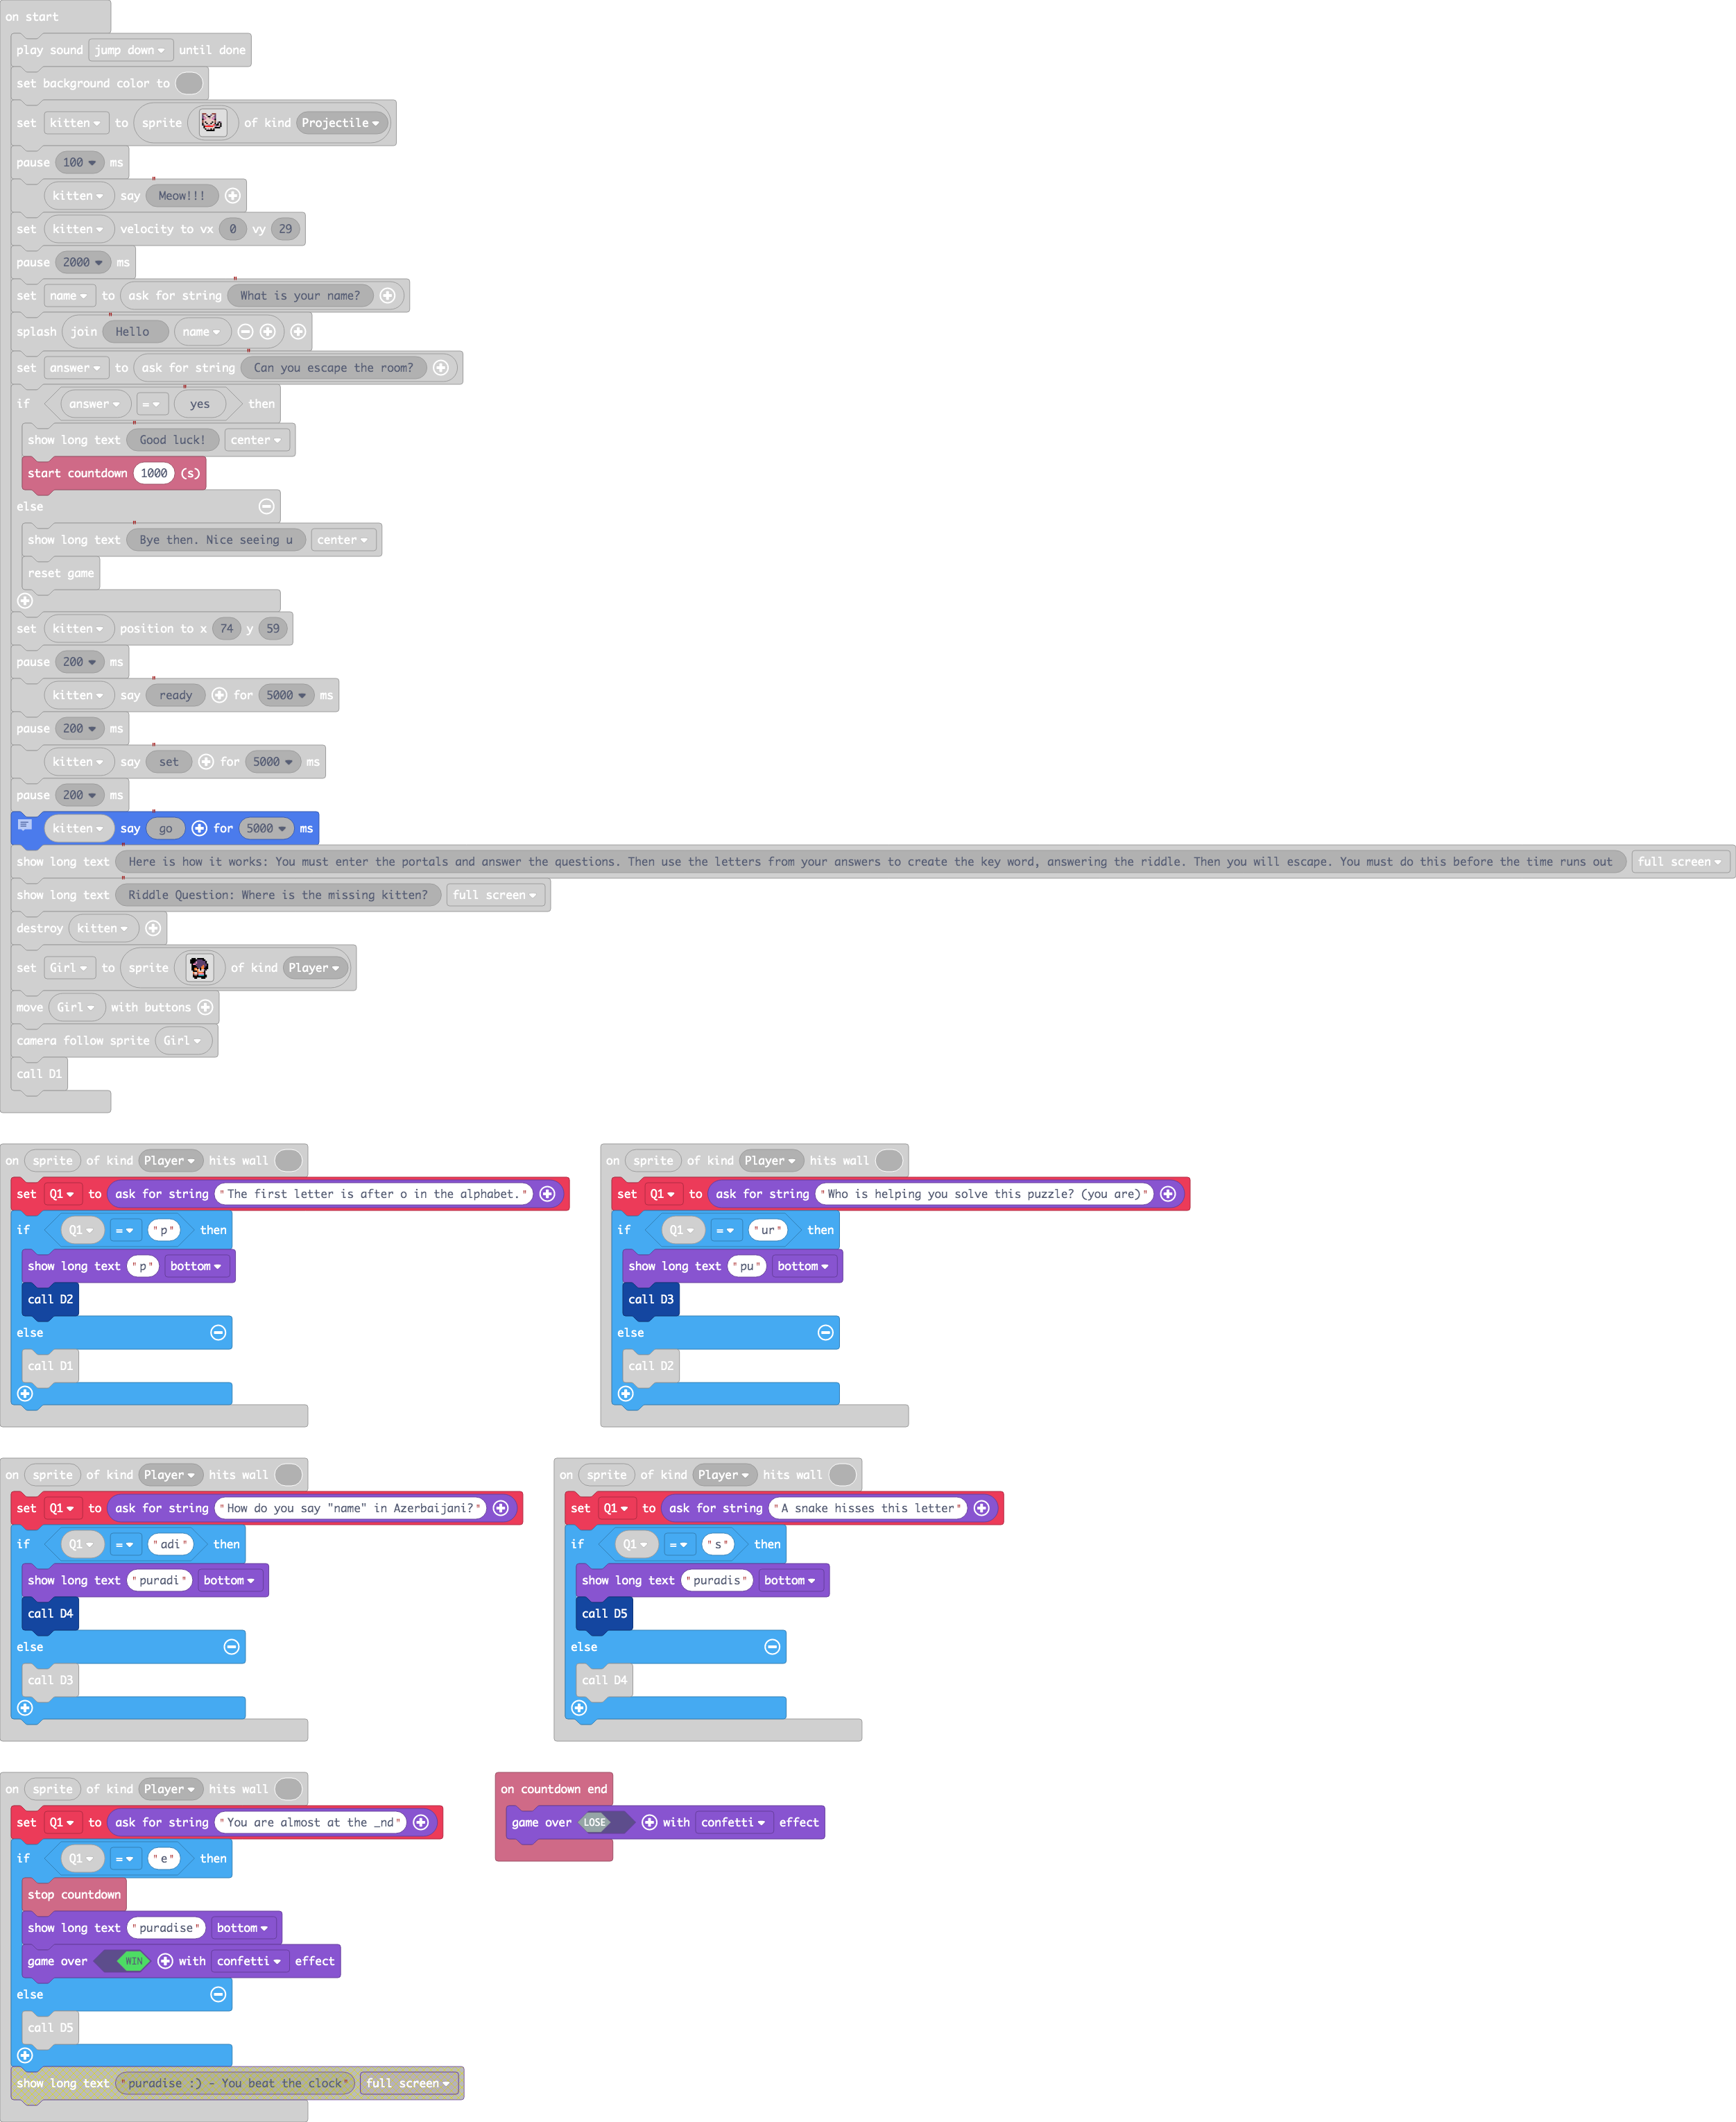 on start
play sound jump down until done
set background color to
set kitten to sprite of kind Projectile
pause 100 ms
kitten say "Meow!!!
set kitten velocity to vx 0 vy 29
pause 2000 ms
set name to ask for string "What is your name?
splash join "Hello name
set answer to ask for string "Can you escape the room?
if answer = "yes then
show long text "Good luck! center
start countdown 1000 (s)
else
show long text "Bye then. Nice seeing u center
reset game
set kitten position to x 74 y 59
pause 200 ms
kitten say "ready for 5000 ms
pause 200 ms
kitten say "set for 5000 ms
pause 200 ms
kitten say "go for 5000 ms
show long text "Here is how it works: You must enter the portals and answer the questions. Then use the letters from your answers to create the key word, answering the riddle. Then you will escape. You must do this before the time runs out full screen
show long text "Riddle Question: Where is the missing kitten? full screen
destroy kitten
set Girl to sprite of kind Player
move Girl with buttons
camera follow sprite Girl
call D1
on sprite of kind Player hits wall
set Q1 to ask for string "The first letter is after o in the alphabet."
if Q1 = "p" then
show long text "p" bottom
call D2
else
call D1
on sprite of kind Player hits wall
set Q1 to ask for string "Who is helping you solve this puzzle? (you are)"
if Q1 = "ur" then
show long text "pu" bottom
call D3
else
call D2
on sprite of kind Player hits wall
set Q1 to ask for string "How do you say "name" in Azerbaijani?"
if Q1 = "adi" then
show long text "puradi" bottom
call D4
else
call D3
on sprite of kind Player hits wall
set Q1 to ask for string "A snake hisses this letter"
if Q1 = "s" then
show long text "puradis" bottom
call D5
else
call D4
on sprite of kind Player hits wall
set Q1 to ask for string "You are almost at the _nd"
if Q1 = "e" then
stop countdown
show long text "puradise" bottom
game over WIN with confetti effect
else
call D5
show long text "puradise :) - You beat the clock" full screen
on countdown end
game over LOSE with confetti effect